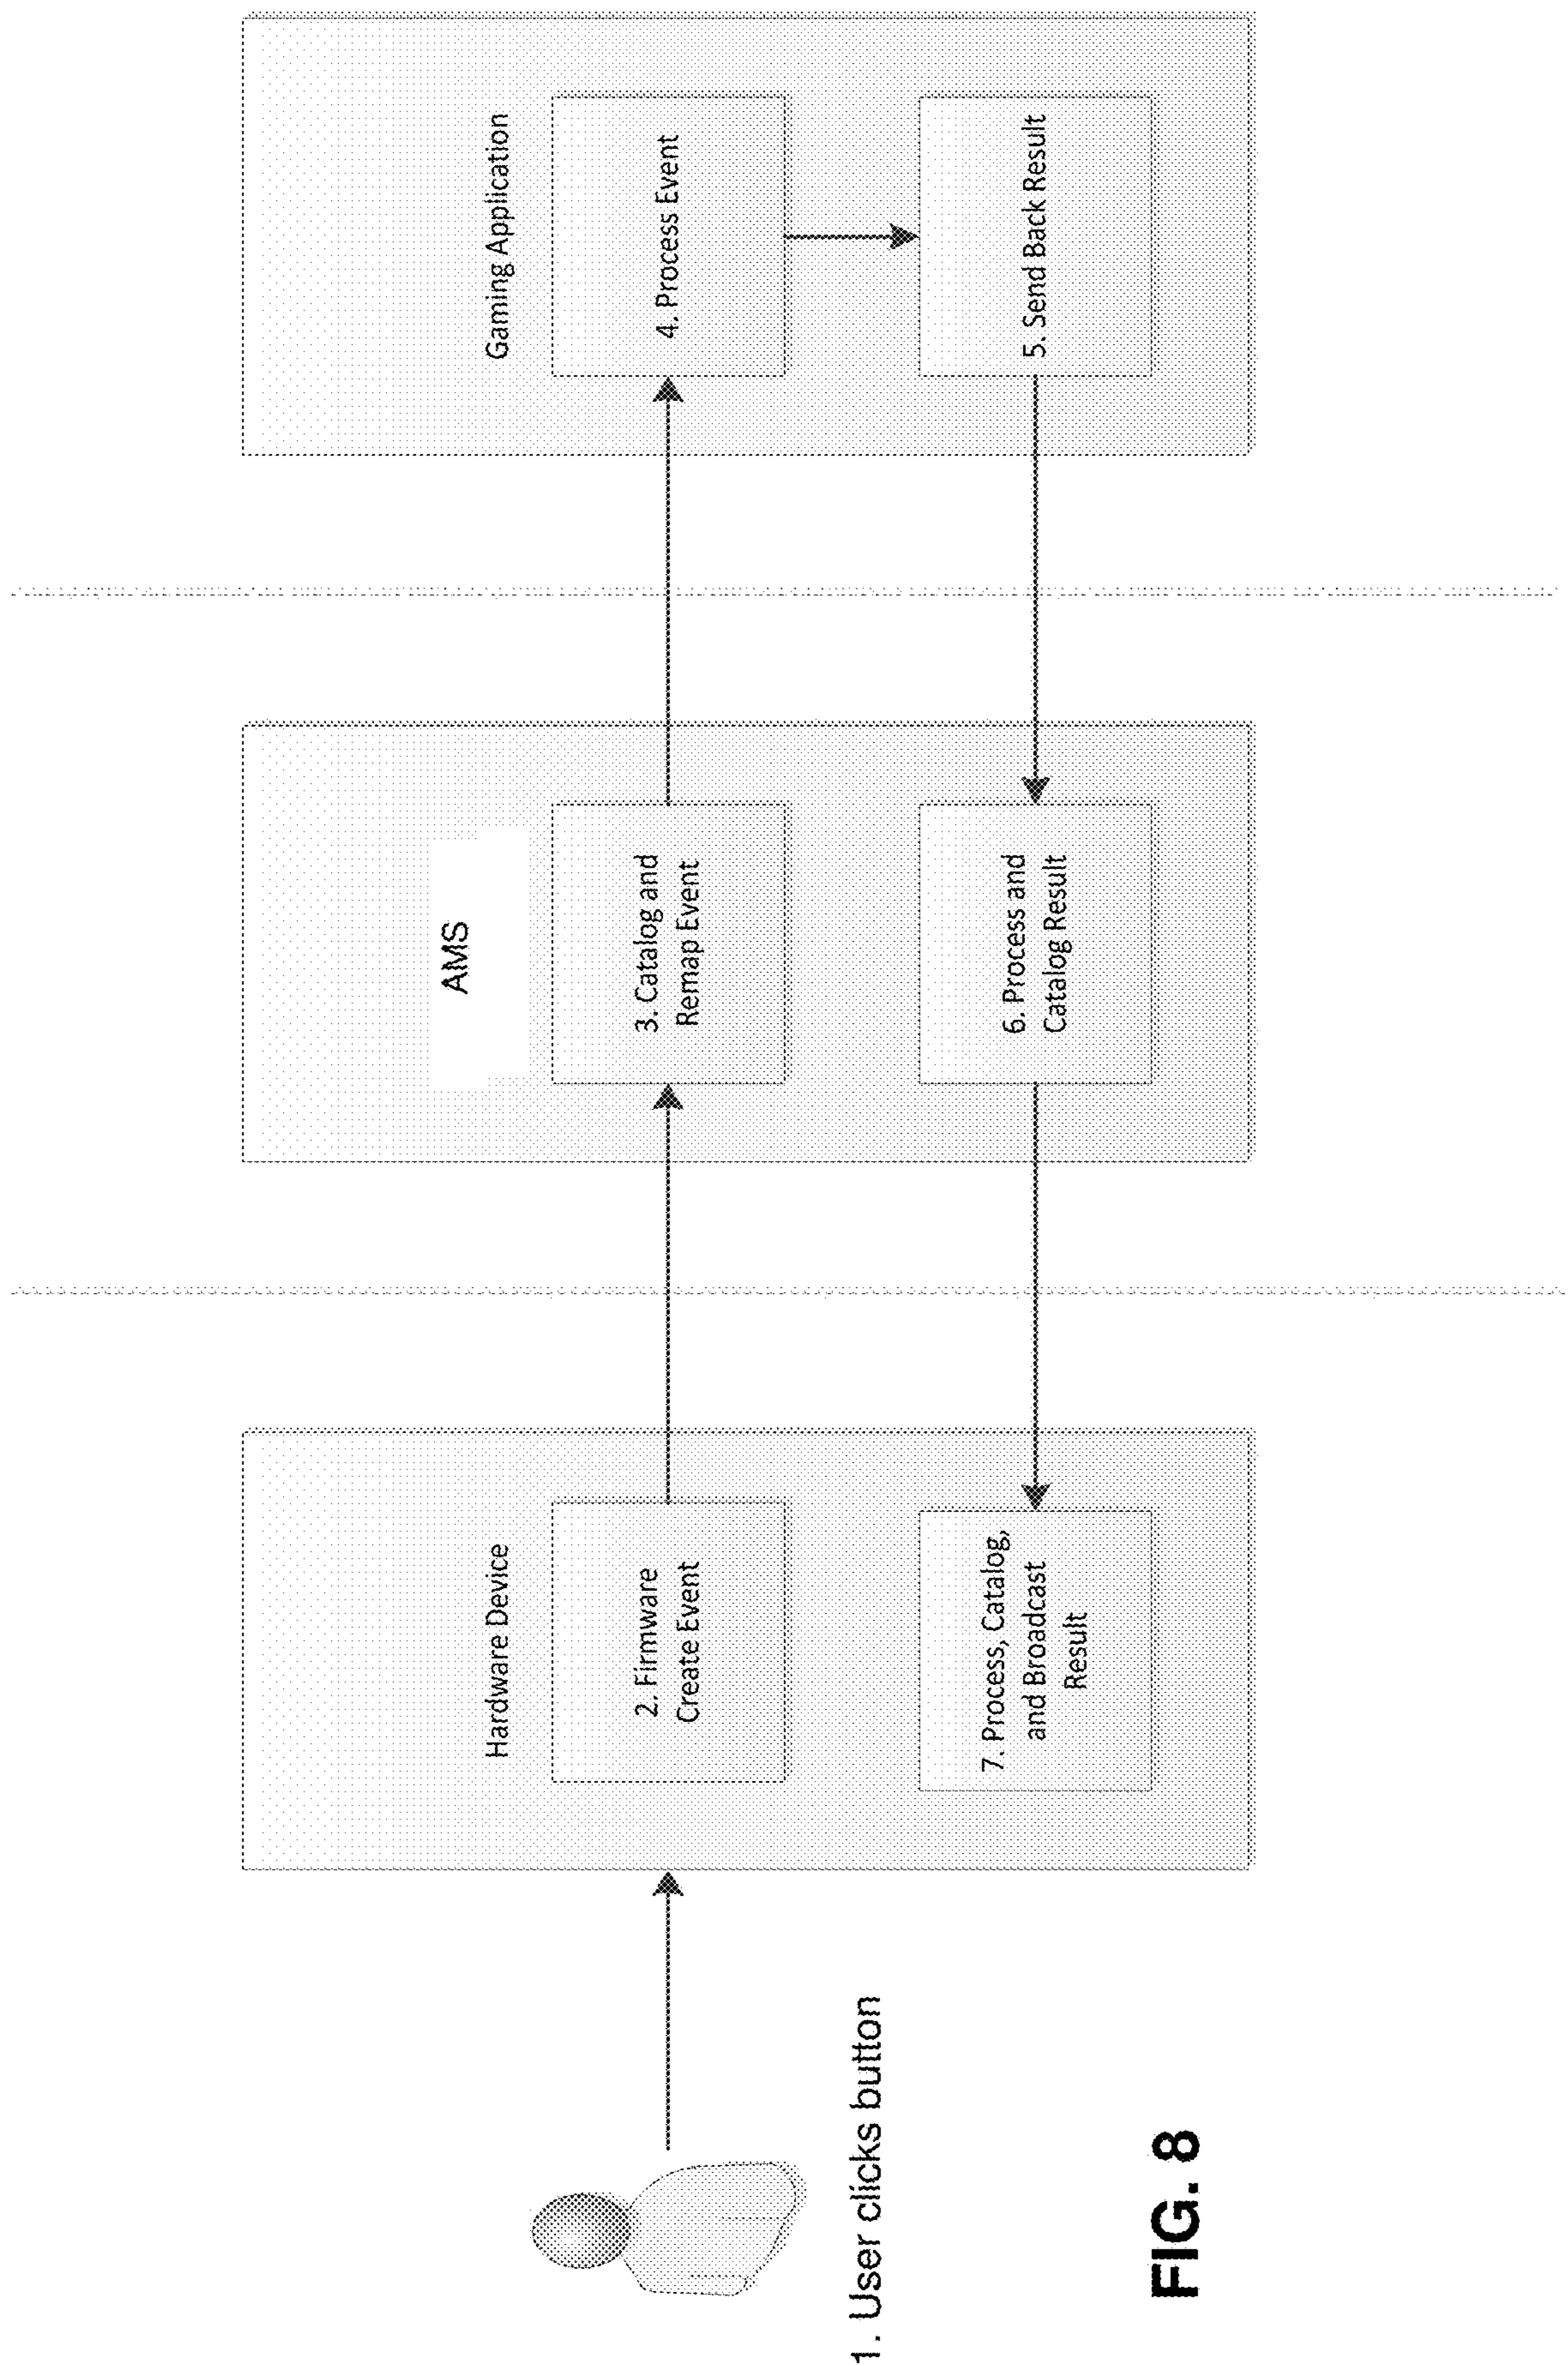 1. User clicks button
Hardware Device
2. Firmware
Create Event
7. Process, Catalog,
and Broadcast
Result
AMS
3. Catalog and
Remap Event
6. Process and
Catalog Result
Gaming Application
4. Process Event
5. Send Back Result
FIG. 8